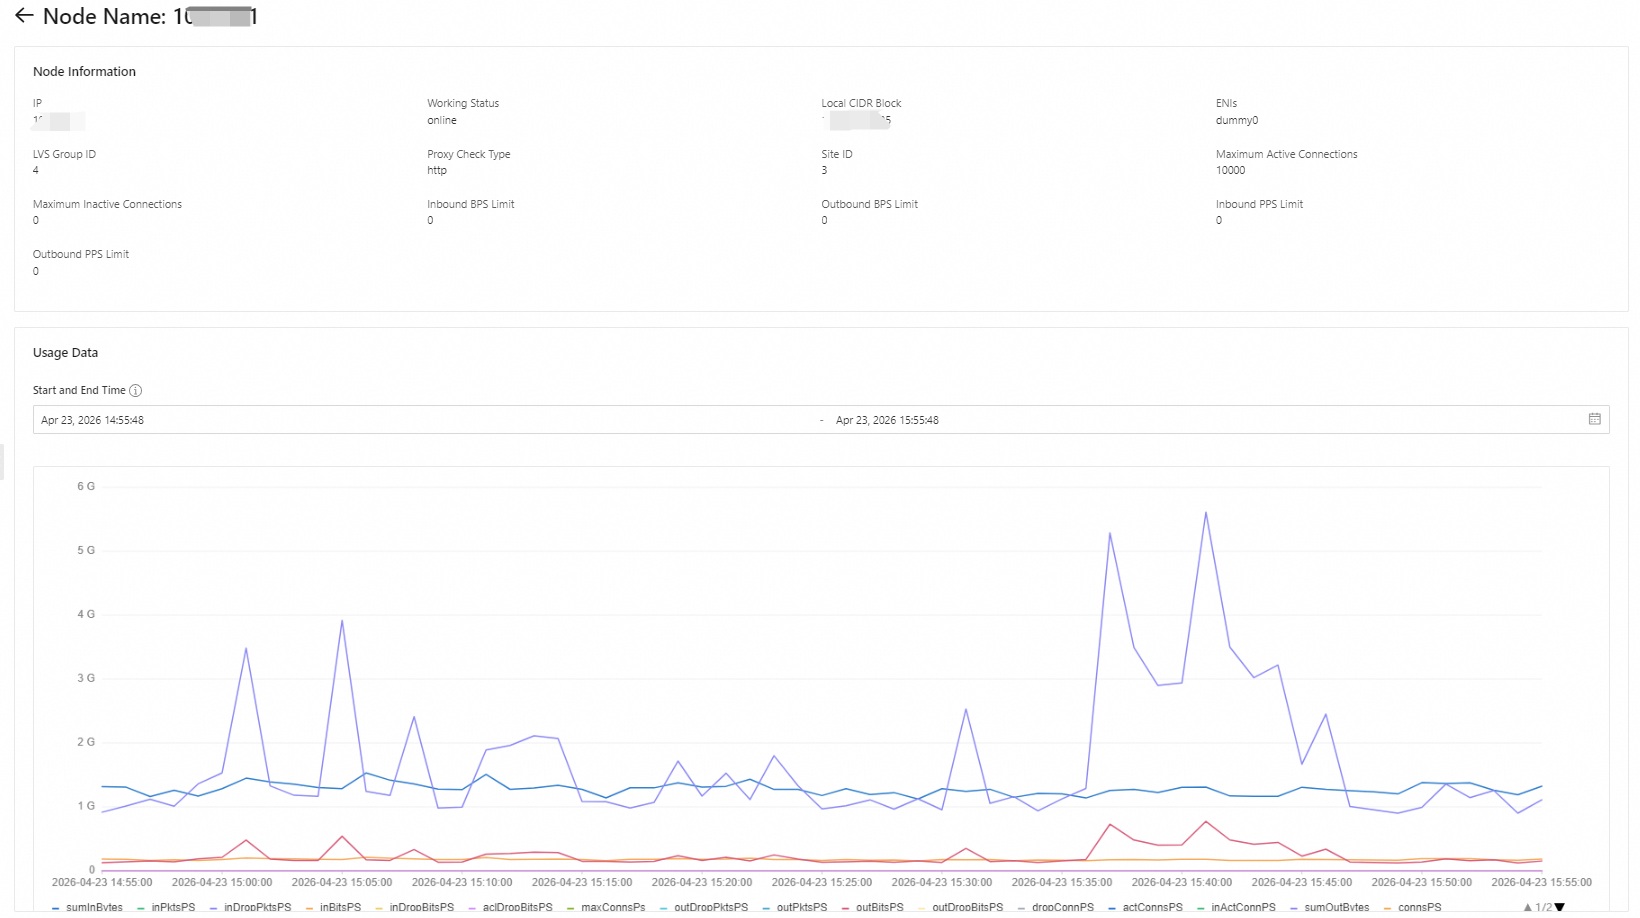 Node Name:
Node Information
IP Working Status Local CIDR Block ENIs
online dummy0
LVS Group ID Proxy Check Type Site ID Maximum Active Connections
4 http 3 10000
Maximum Inactive Connections Inbound BPS Limit Outbound BPS Limit Inbound PPS Limit
0 0 0 0
Outbound PPS Limit
0
Usage Data
Start and End Time
Apr 23, 2026 14:55:48 - Apr 23, 2026 15:55:48
6 G
5 G
4 G
3 G
2 G
1 G
0
2026-04-23 14:55:00 2026-04-23 15:00:00 2026-04-23 15:05:00 2026-04-23 15:10:00 2026-04-23 15:15:00 2026-04-23 15:20:00 2026-04-23 15:25:00 2026-04-23 15:30:00 2026-04-23 15:35:00 2026-04-23 15:40:00 2026-04-23 15:45:00 2026-04-23 15:50:00 2026-04-23 15:55:00
sumInBytes inPktsPS inDropPktsPS inBitsPS inDropBitsPS aclDropBitsPS maxConnsPs outDropPktsPS outPktsPS outBitsPS outDropBitsPS dropConnPS actConnsPS inActConnPS sumOutBytes connsPS 1/2